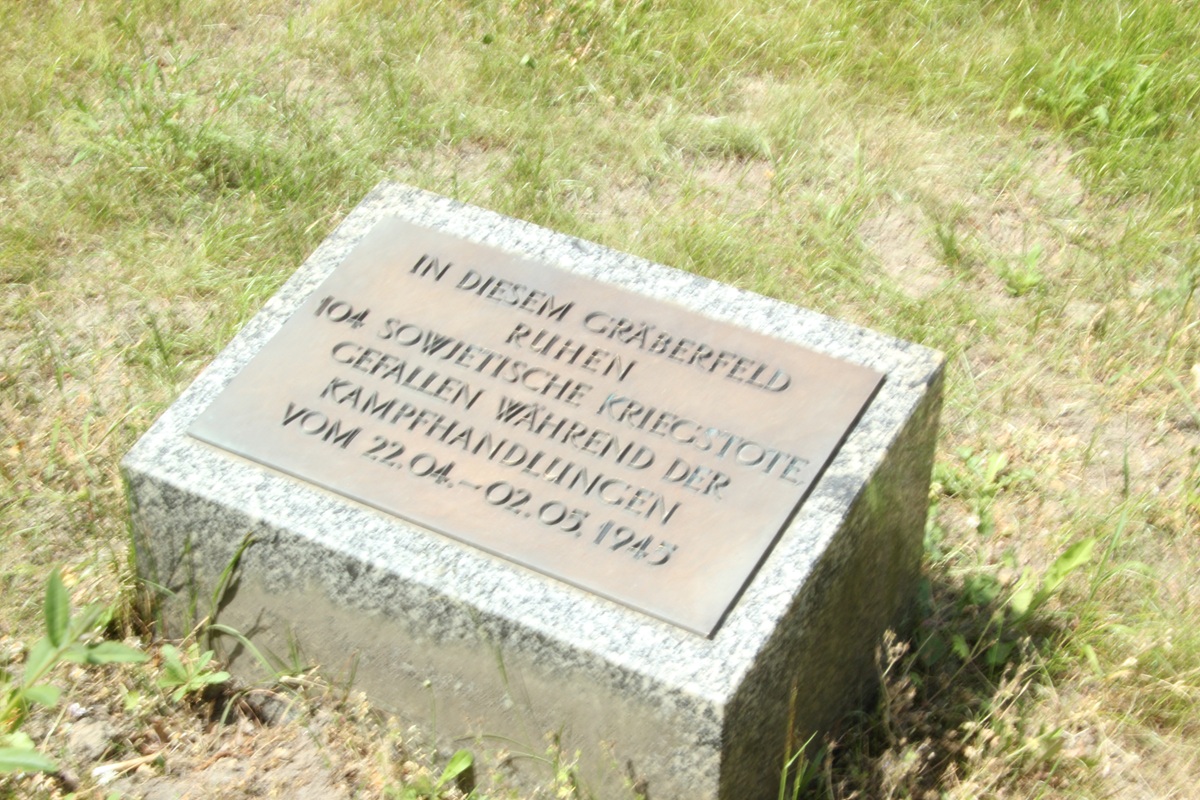 IN DIESEM GRÄBERFELD
RUHEN
104 SOWJETISCHE KRIEGSTOTE
GEFALLEN WÄHREND DER
KAMPFHANDLUNGEN
VOM 22.04.-02.05.1945